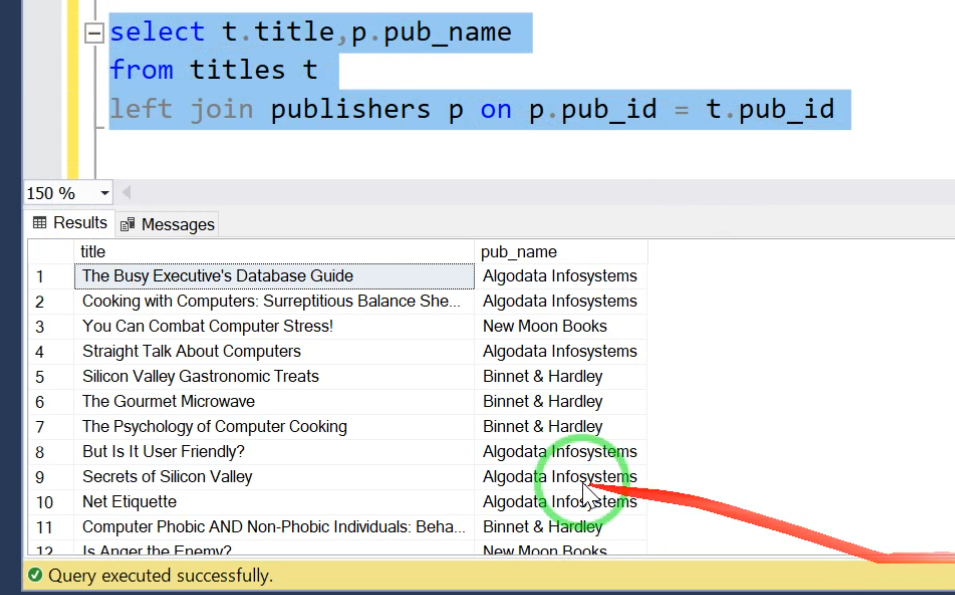 select t.title,p.pub_name
from titles t
left join publishers p on p.pub_id = t.pub_id
150 %
Results Messages
title pub_name
1 The Busy Executive's Database Guide Algodata Infosystems
2 Cooking with Computers: Surreptitious Balance She... Algodata Infosystems
3 You Can Combat Computer Stress! New Moon Books
4 Straight Talk About Computers Algodata Infosystems
5 Silicon Valley Gastronomic Treats Binnet & Hardley
6 The Gourmet Microwave Binnet & Hardley
7 The Psychology of Computer Cooking Binnet & Hardley
8 But Is It User Friendly? Algodata Infosystems
9 Secrets of Silicon Valley Algodata Infosystems
10 Net Etiquette Algodata Infosystems
11 Computer Phobic AND Non-Phobic Individuals: Beha... Binnet & Hardley
12 Is Anger the Enemy? New Moon Books
Query executed successfully.